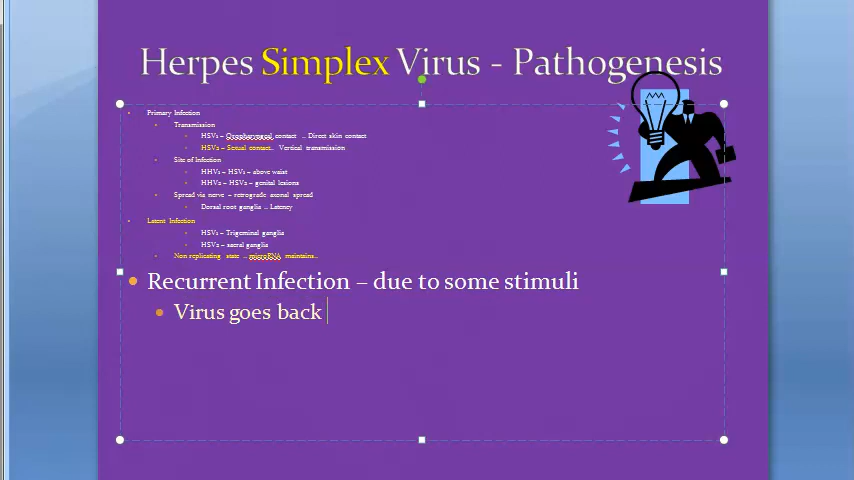 Herpes Simplex Virus - Pathogenesis
Primary Infection
Transmission
HSV1 – Oropharyngeal contact .. Direct skin contact
HSV2 – Sexual contact.. Vertical transmission
Site of Infection
HHV1 – HSV1 – above waist
HHV2 – HSV2 – genital lesions
Spread via nerve – retrograde axonal spread
Dorsal root ganglia .. Latency
Latent Infection
HSV1 – Trigeminal ganglia
HSV2 – sacral ganglia
Non replicating state .. microRNA maintains..
Recurrent Infection – due to some stimuli
Virus goes back